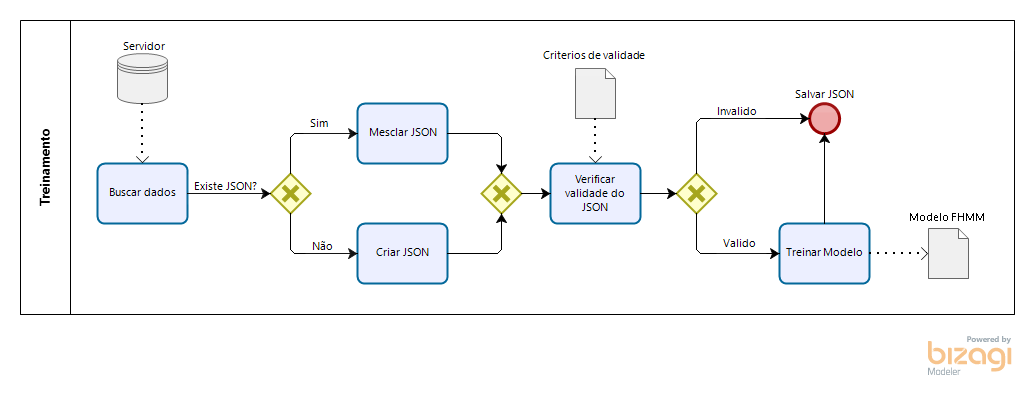 Treinamento
Servidor
Buscar dados
Existe JSON?
Sim
Não
Mesclar JSON
Criar JSON
Criterios de validade
Verificar
validade do
JSON
Invalido
Valido
Salvar JSON
Treinar Modelo
Modelo FHMM
Powered by
bizagi
Modeler